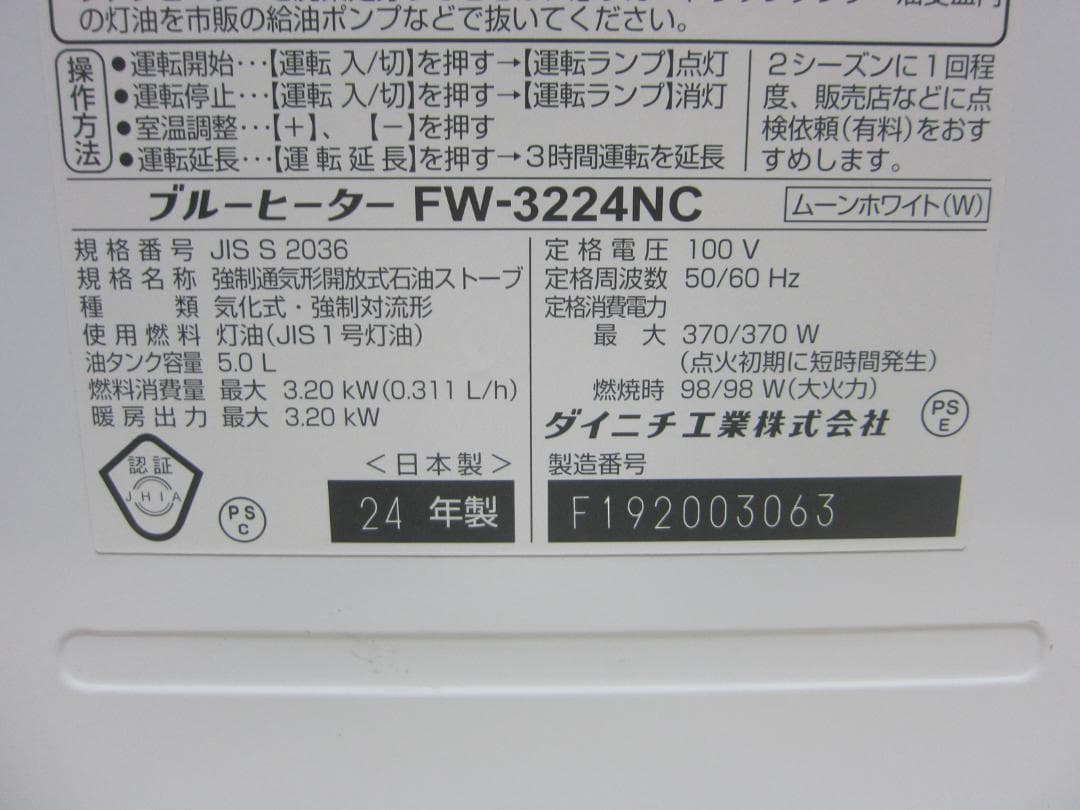 の灯油を市販の給油ポンプなどで抜いてください。
操作方法
●運転開始…【運転 入/切】を押す→【運転ランプ】点灯
●運転停止…【運転 入/切】を押す→【運転ランプ】消灯
●室温調整…【＋】、【－】を押す
●運転延長…【運転延長】を押す→3時間運転を延長
2シーズンに1回程
度、販売店などに点
検依頼(有料)をおす
すめします。
ブルーヒーター FW-3224NC
ムーンホワイト(W)
規格番号 JIS S 2036
規格名称 強制通気形開放式石油ストーブ
種類 気化式・強制対流形
使用燃料 灯油(JIS1号灯油)
油タンク容量 5.0 L
燃料消費量 最大 3.20 kW(0.311 L/h)
暖房出力 最大 3.20 kW
認証
JHIA
PS
C
<日本製>
24 年製
定格電圧 100 V
定格周波数 50/60 Hz
定格消費電力
最大 370/370 W
(点火初期に短時間発生)
燃焼時 98/98 W(大火力)
ダイニチ工業株式会社
PS
E
製造番号
F192003063